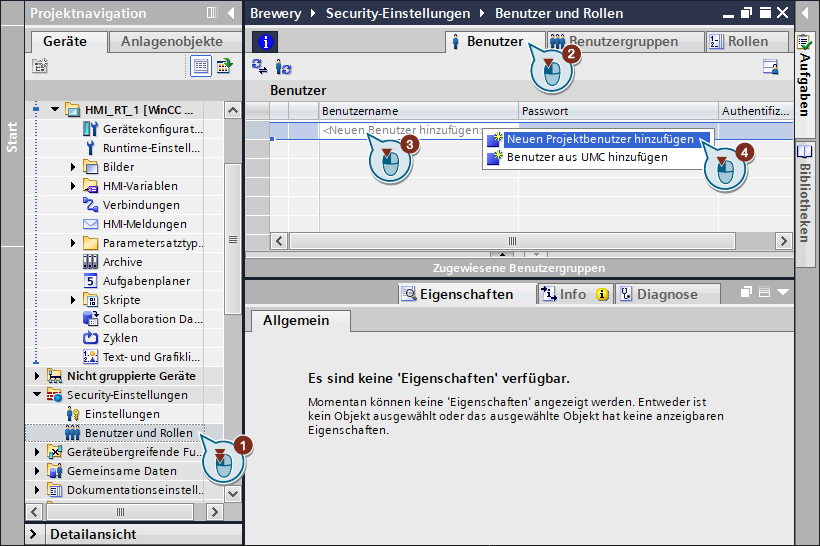 Projektnavigation
Brewery › Security-Einstellungen › Benutzer und Rollen
Geräte
Anlagenobjekte
Start
HMI_RT_1 [WinCC ...
Gerätekonfigurat...
Runtime-Einstell...
Bilder
HMI-Variablen
Verbindungen
HMI-Meldungen
Parametersatztyp...
Archive
Aufgabenplaner
Skripte
Collaboration Da...
Zyklen
Text- und Grafikli...
Nicht gruppierte Geräte
Security-Einstellungen
Einstellungen
Benutzer und Rollen
1
Geräteübergreifende Fu...
Gemeinsame Daten
Dokumentationseinstell...
Detailansicht
Benutzer
2
Benutzergruppen
Rollen
Benutzer
Benutzername
Passwort
Authentifiz...
<Neuen Benutzer hinzufügen>
3
Neuen Projektbenutzer hinzufügen
4
Benutzer aus UMC hinzufügen
Zugewiesene Benutzergruppen
Eigenschaften
Info
Diagnose
Allgemein
Es sind keine 'Eigenschaften' verfügbar.
Momentan können keine 'Eigenschaften' angezeigt werden. Entweder ist
kein Objekt ausgewählt oder das ausgewählte Objekt hat keine anzeigbaren
Eigenschaften.
Aufgaben
Bibliotheken